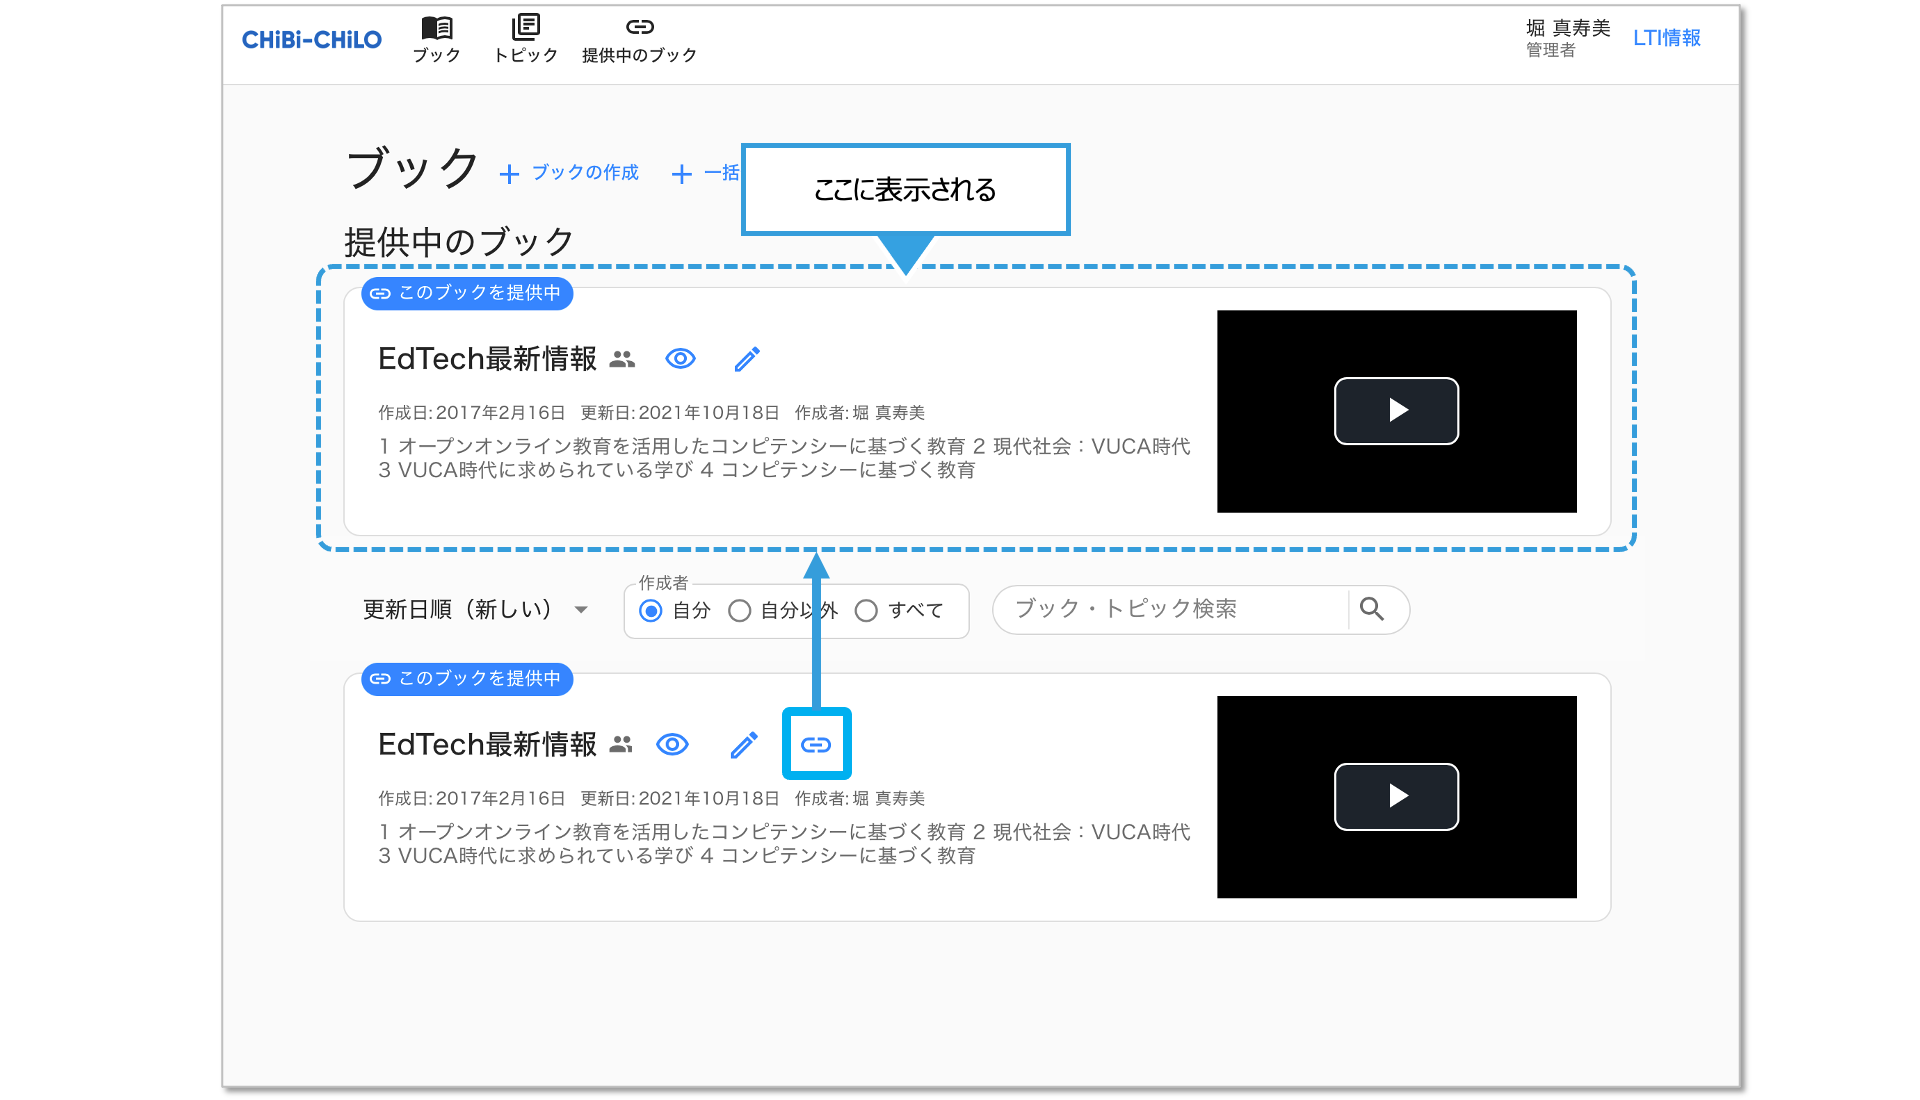 CHiBi-CHiLO
ブック
トピック
提供中のブック
堀 真寿美
管理者
LTI情報
ブック
ブックの作成
一括
ここに表示される
提供中のブック
このブックを提供中
EdTech最新情報
作成日: 2017年2月16日 更新日: 2021年10月18日 作成者: 堀 真寿美
1 オープンオンライン教育を活用したコンピテンシーに基づく教育 2 現代社会：VUCA時代
3 VUCA時代に求められている学び 4 コンピテンシーに基づく教育
更新日順（新しい）
作成者
自分 自分以外 すべて
ブック・トピック検索
このブックを提供中
EdTech最新情報
作成日: 2017年2月16日 更新日: 2021年10月18日 作成者: 堀 真寿美
1 オープンオンライン教育を活用したコンピテンシーに基づく教育 2 現代社会：VUCA時代
3 VUCA時代に求められている学び 4 コンピテンシーに基づく教育